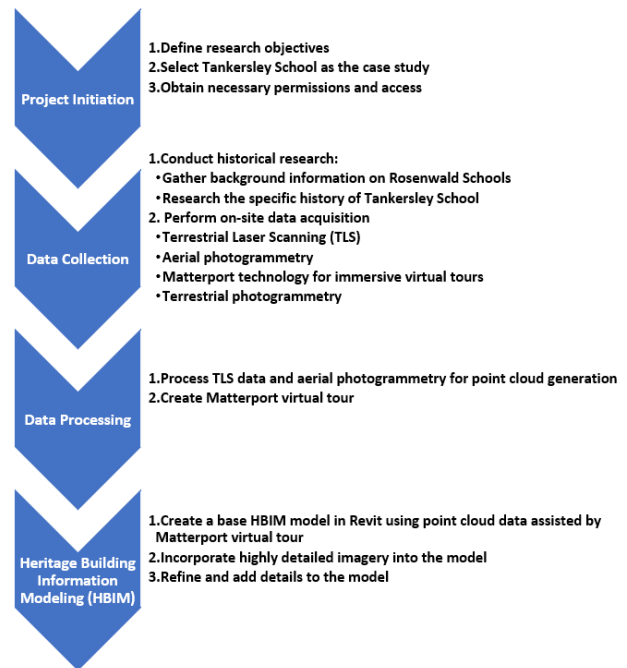 1.Define research objectives
2.Select Tankersley School as the case study
3.Obtain necessary permissions and access
Project Initiation
1.Conduct historical research:
•Gather background information on Rosenwald Schools
•Research the specific history of Tankersley School
2. Perform on-site data acquisition
•Terrestrial Laser Scanning (TLS)
•Aerial photogrammetry
•Matterport technology for immersive virtual tours
•Terrestrial photogrammetry
Data Collection
1.Process TLS data and aerial photogrammetry for point cloud generation
2.Create Matterport virtual tour
Data Processing
1.Create a base HBIM model in Revit using point cloud data assisted by
Matterport virtual tour
2.Incorporate highly detailed imagery into the model
3.Refine and add details to the model
Heritage Building
Information
Modeling (HBIM)